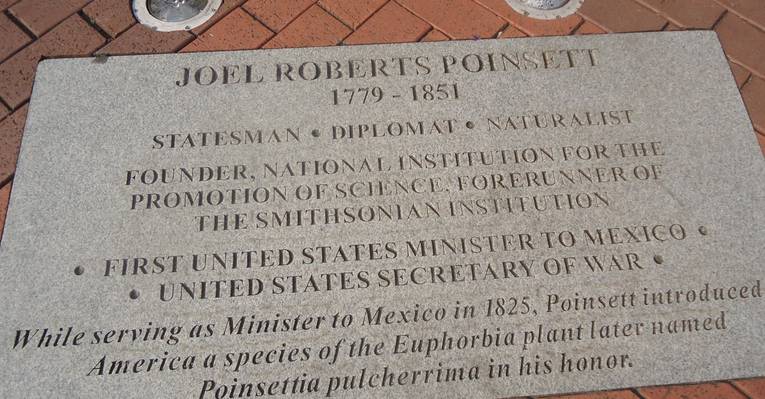 JOEL ROBERTS POINSETT
1779 - 1851
STATESMAN • DIPLOMAT • NATURALIST
FOUNDER, NATIONAL INSTITUTION FOR THE
PROMOTION OF SCIENCE, FORERUNNER OF
THE SMITHSONIAN INSTITUTION
• FIRST UNITED STATES MINISTER TO MEXICO •
• UNITED STATES SECRETARY OF WAR •
While serving as Minister to Mexico in 1825, Poinsett introduced
America a species of the Euphorbia plant later named
Poinsettia pulcherrima in his honor.